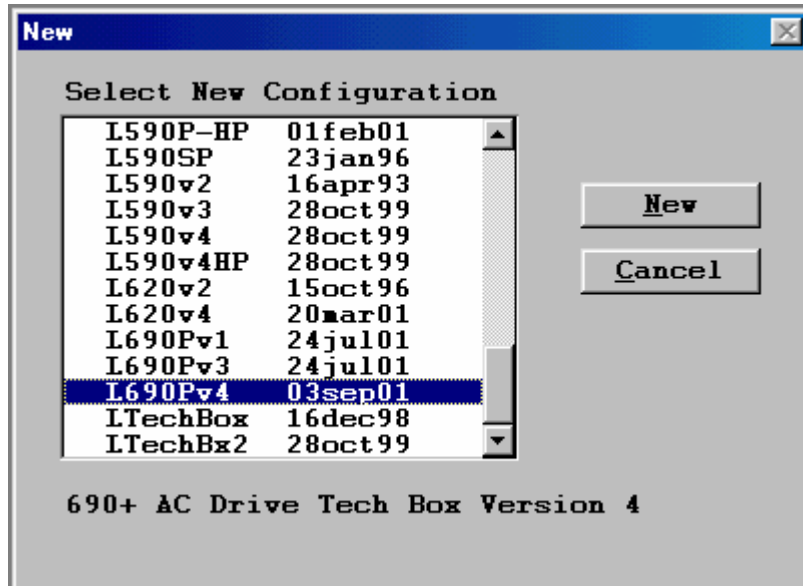 New
Select New Configuration
L590P-HP 01feb01
L590SP 23jan96
L590v2 16apr93
L590v3 28oct99
L590v4 28oct99
L590v4HP 28oct99
L620v2 15oct96
L620v4 20mar01
L690Pv1 24jul01
L690Pv3 24jul01
L690Pv4 03sep01
LTechBox 16dec98
LTechBx2 28oct99
New
Cancel
690+ AC Drive Tech Box Version 4